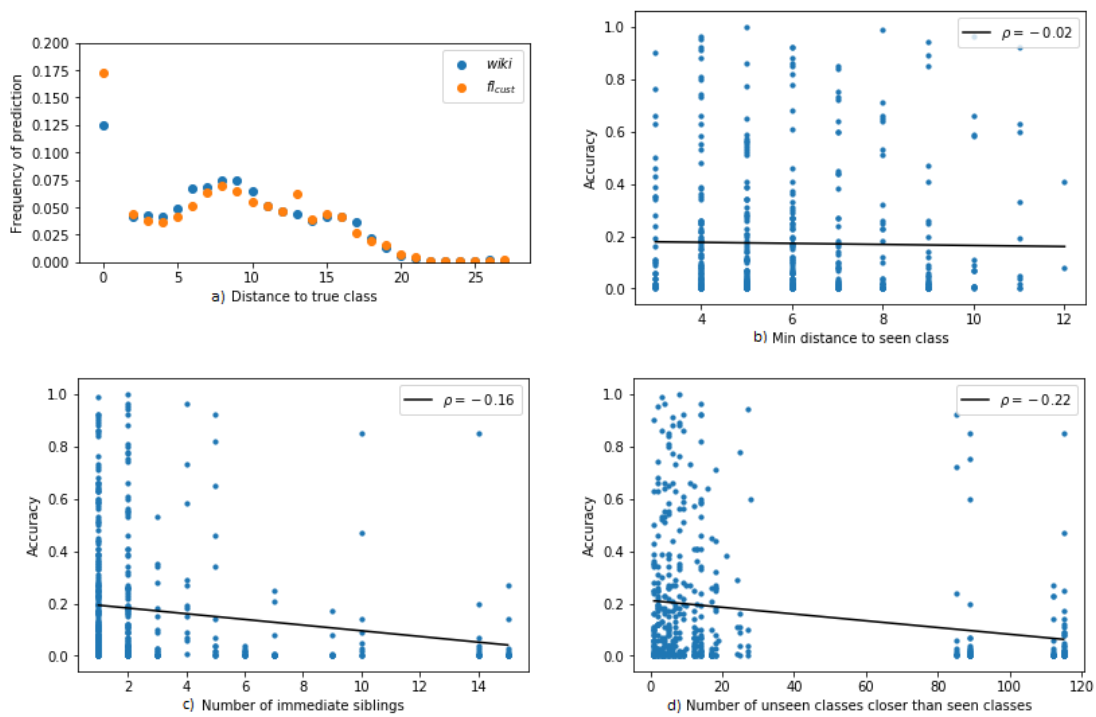 0.200
0.175
0.150
0.125
0.100
0.075
0.050
0.025
0.000
Frequency of prediction
wiki
fl_cust
0 5 10 15 20 25
a) Distance to true class
1.0
0.8
0.6
0.4
0.2
0.0
Accuracy
ρ = −0.02
4 6 8 10 12
b) Min distance to seen class
1.0
0.8
0.6
0.4
0.2
0.0
Accuracy
ρ = −0.16
2 4 6 8 10 12 14
c) Number of immediate siblings
1.0
0.8
0.6
0.4
0.2
0.0
Accuracy
ρ = −0.22
0 20 40 60 80 100 120
d) Number of unseen classes closer than seen classes